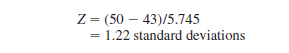 Z = (50 – 43)/5.745
= 1.22 standard deviations